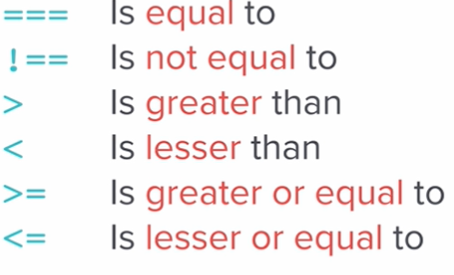 === Is equal to
!== Is not equal to
> Is greater than
< Is lesser than
>= Is greater or equal to
<= Is lesser or equal to